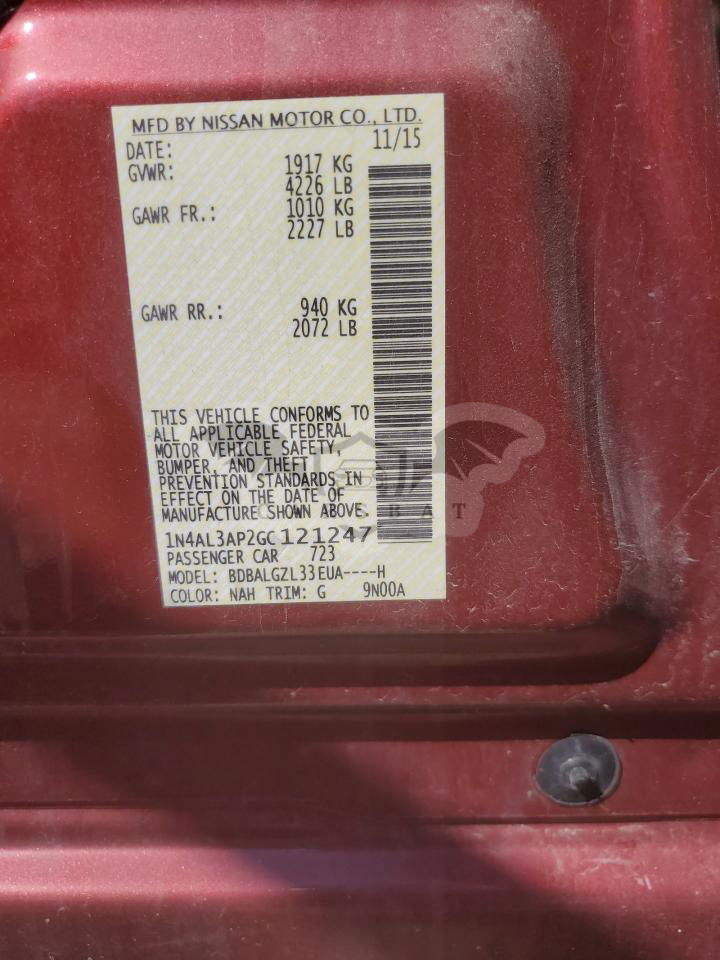 MFD BY NISSAN MOTOR CO., LTD.
DATE: 11/15
GVWR: 1917 KG
4226 LB
GAWR FR.: 1010 KG
2227 LB
GAWR RR.: 940 KG
2072 LB
THIS VEHICLE CONFORMS TO
ALL APPLICABLE FEDERAL
MOTOR VEHICLE SAFETY,
BUMPER, AND THEFT
PREVENTION STANDARDS IN
EFFECT ON THE DATE OF
MANUFACTURE SHOWN ABOVE.
1N4AL3AP2GC121247
PASSENGER CAR 723
MODEL: BDBALGZL33EUA----H
COLOR: NAH TRIM: G 9N00A